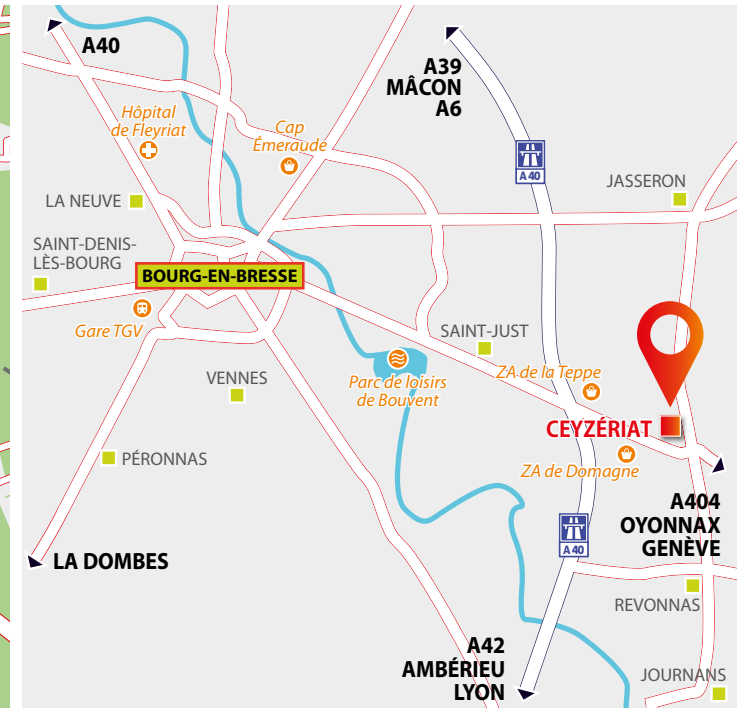 A40
A39
MÂCON
A6
Hôpital
de Fleyriat
Cap
Émeraude
A 40
JASSERON
LA NEUVE
SAINT-DENIS-
LÈS-BOURG
BOURG-EN-BRESSE
Gare TGV
SAINT-JUST
VENNES
Parc de loisirs
de Bouvent
ZA de la Teppe
CEYZÉRIAT
PÉRONNAS
ZA de Domagne
A404
OYONNAX
GENÈVE
A 40
LA DOMBES
REVONNAS
A42
AMBÉRIEU
LYON
JOURNANS